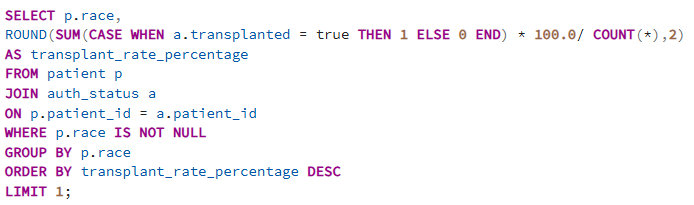 SELECT p.race,
ROUND(SUM(CASE WHEN a.transplanted = true THEN 1 ELSE 0 END) * 100.0/ COUNT(*),2)
AS transplant_rate_percentage
FROM patient p
JOIN auth_status a
ON p.patient_id = a.patient_id
WHERE p.race IS NOT NULL
GROUP BY p.race
ORDER BY transplant_rate_percentage DESC
LIMIT 1;